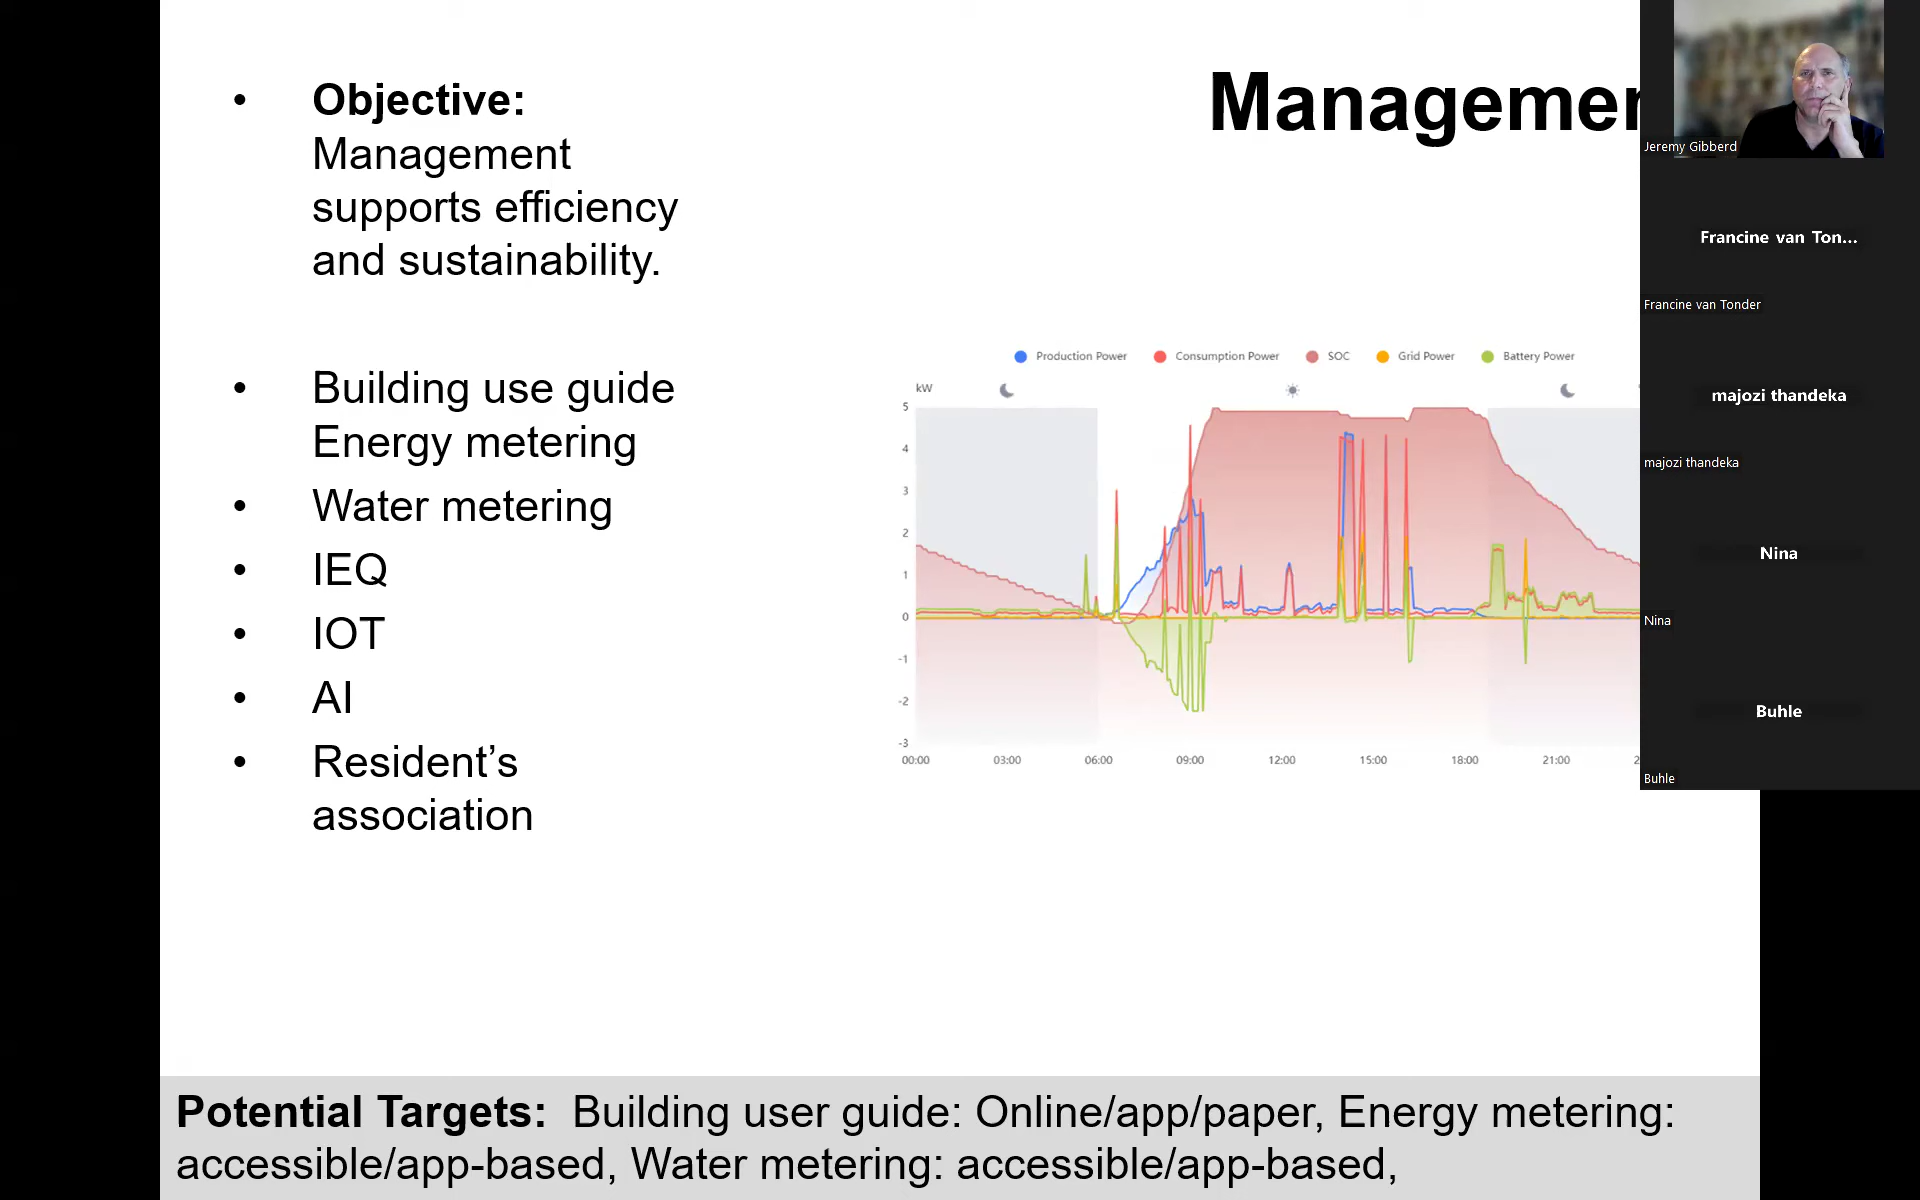 Management
• Objective:
Management
supports efficiency
and sustainability.
• Building use guide
Energy metering
• Water metering
• IEQ
• IOT
• AI
• Resident’s
association
Production Power Consumption Power SOC Grid Power Battery Power
kW
5
4
3
2
1
0
-1
-2
-3
00:00 03:00 06:00 09:00 12:00 15:00 18:00 21:00 2
Potential Targets: Building user guide: Online/app/paper, Energy metering:
accessible/app-based, Water metering: accessible/app-based,
Jeremy Gibberd
Francine van Ton...
Francine van Tonder
majozi thandeka
majozi thandeka
Nina
Nina
Buhle
Buhle